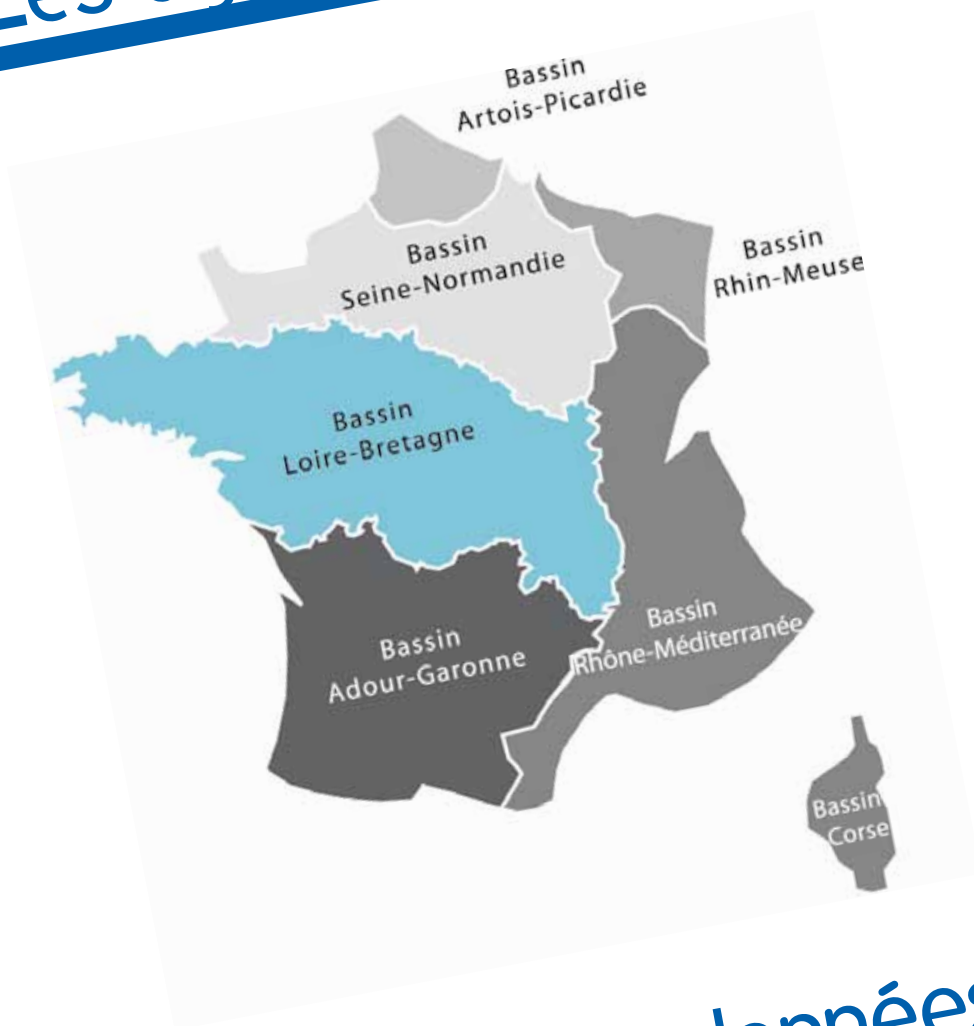 Les
Bassin
Artois-Picardie
Bassin
Seine-Normandie
Bassin
Rhin-Meuse
Bassin
Loire-Bretagne
Bassin
Rhône-Méditerranée
Bassin
Adour-Garonne
Bassin
Corse